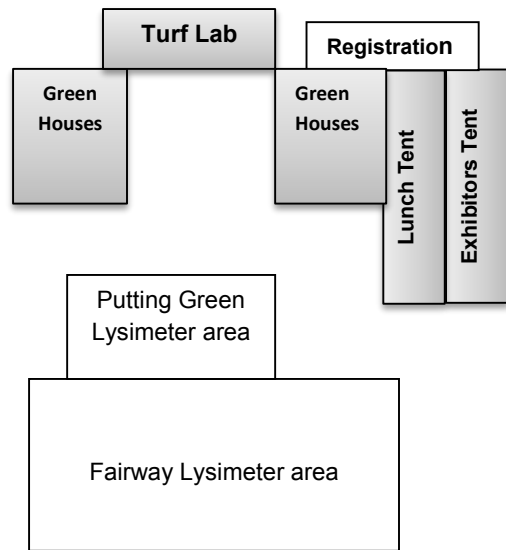 Turf Lab
Registration
Green
Houses
Green
Houses
Lunch Tent
Exhibitors Tent
Putting Green
Lysimeter area
Fairway Lysimeter area